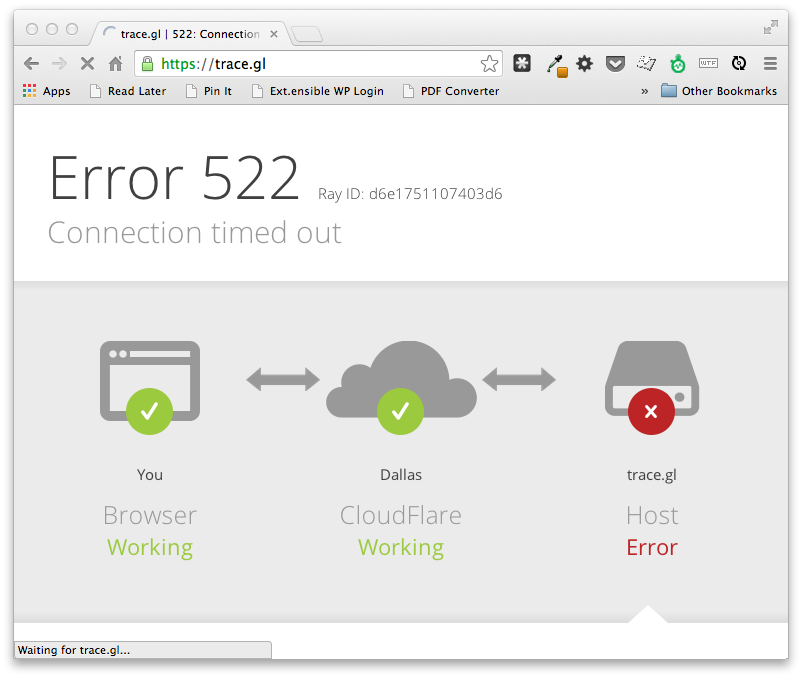 trace.gl | 522: Connection
https://trace.gl
WTF
Apps Read Later Pin It Ext.ensible WP Login PDF Converter » Other Bookmarks
Error 522 Ray ID: d6e1751107403d6
Connection timed out
You Dallas trace.gl
Browser CloudFlare Host
Working Working Error
Waiting for trace.gl...